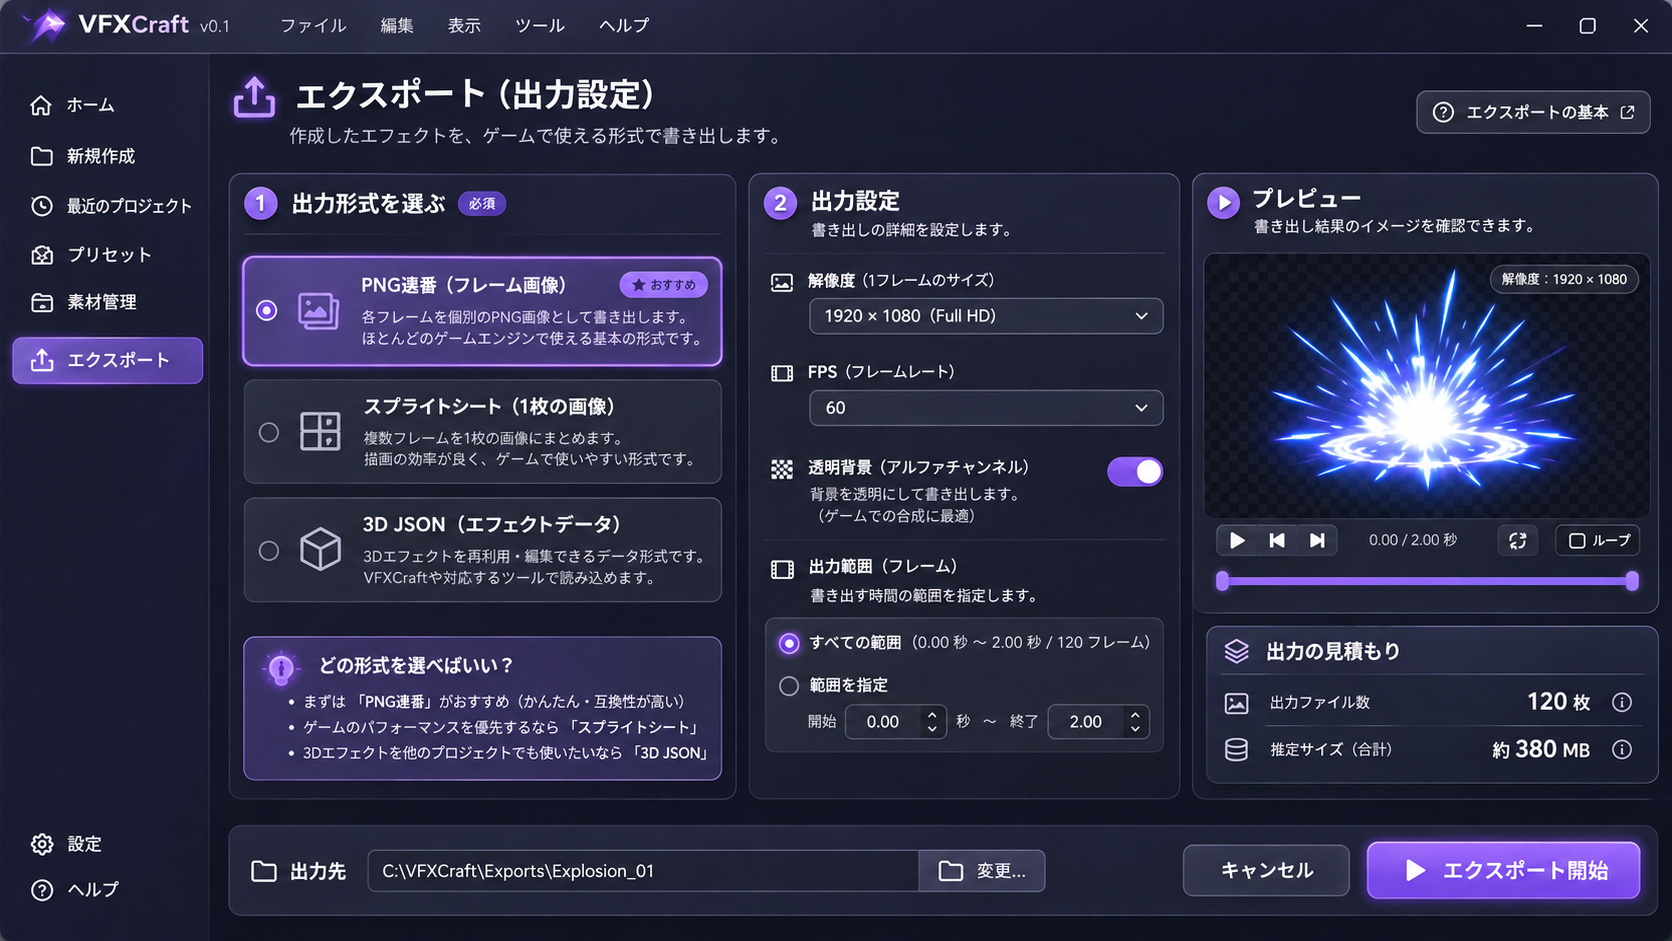 VFXCraft v0.1
ファイル
編集
表示
ツール
ヘルプ
ホーム
新規作成
最近のプロジェクト
プリセット
素材管理
エクスポート
設定
ヘルプ
エクスポート（出力設定）
作成したエフェクトを、ゲームで使える形式で書き出します。
エクスポートの基本
1 出力形式を選ぶ 必須
PNG連番（フレーム画像）
★ おすすめ
各フレームを個別のPNG画像として書き出します。
ほとんどのゲームエンジンで使える基本の形式です。
スプライトシート（1枚の画像）
複数フレームを1枚の画像にまとめます。
描画の効率が良く、ゲームで使いやすい形式です。
3D JSON（エフェクトデータ）
3Dエフェクトを再利用・編集できるデータ形式です。
VFXCraftや対応するツールで読み込めます。
どの形式を選べばいい？
• まずは「PNG連番」がおすすめ（かんたん・互換性が高い）
• ゲームのパフォーマンスを優先するなら「スプライトシート」
• 3Dエフェクトを他のプロジェクトでも使いたいなら「3D JSON」
2 出力設定
書き出しの詳細を設定します。
解像度（1フレームのサイズ）
1920 × 1080（Full HD）
FPS（フレームレート）
60
透明背景（アルファチャンネル）
背景を透明にして書き出します。
（ゲームでの合成に最適）
出力範囲（フレーム）
書き出す時間の範囲を指定します。
すべての範囲（0.00 秒 〜 2.00 秒 / 120 フレーム）
範囲を指定
開始 0.00 秒 〜 終了 2.00
プレビュー
書き出し結果のイメージを確認できます。
解像度：1920 × 1080
0.00 / 2.00 秒
ループ
出力の見積もり
出力ファイル数 120 枚
推定サイズ（合計） 約 380 MB
出力先
C:\VFXCraft\Exports\Explosion_01
変更...
キャンセル
エクスポート開始